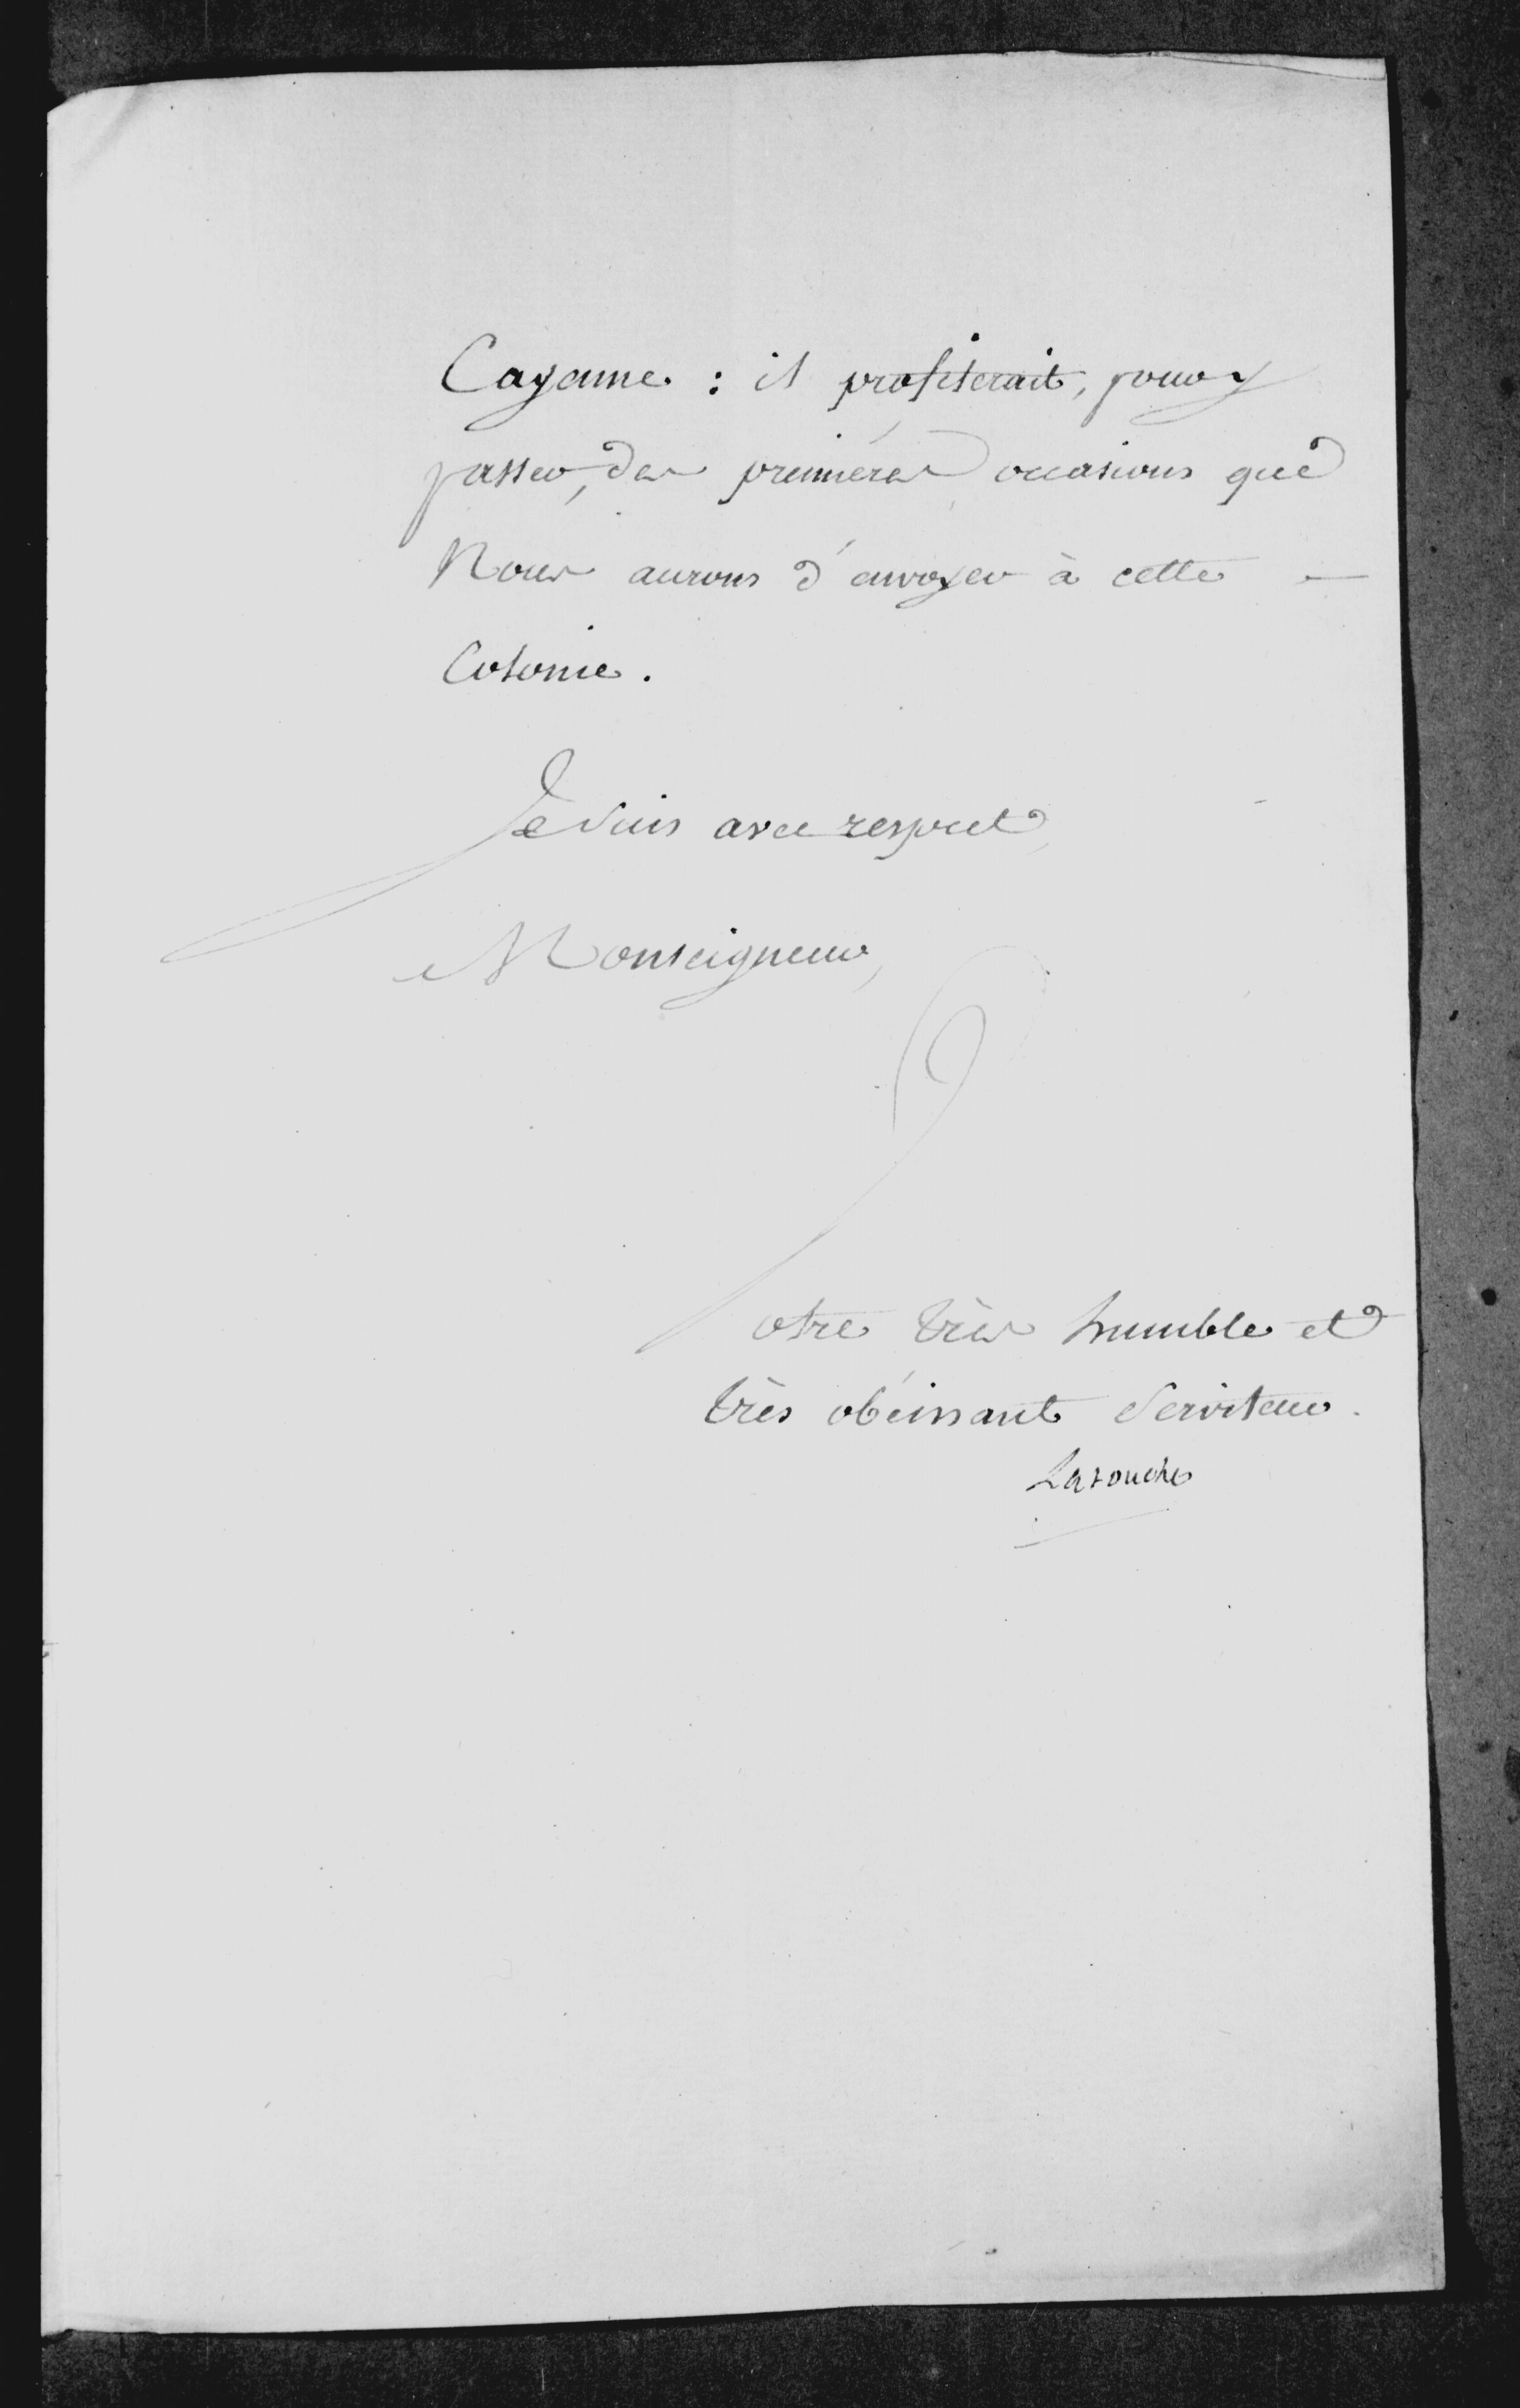 Cayenne : il profiterait, pour y
passer, des premières occasions que
Nous aurons d'envoyer à cette
Colonie.
Je suis avec respect,
Monseigneur,
Votre très humble et
très obéissant Serviteur.
Latouche